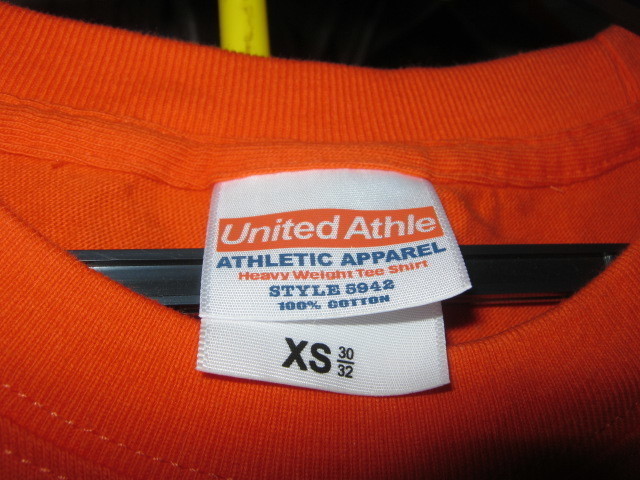 United Athle
ATHLETIC APPAREL
Heavy Weight Tee Shirt
STYLE 5942
100% COTTON
XS 30/32